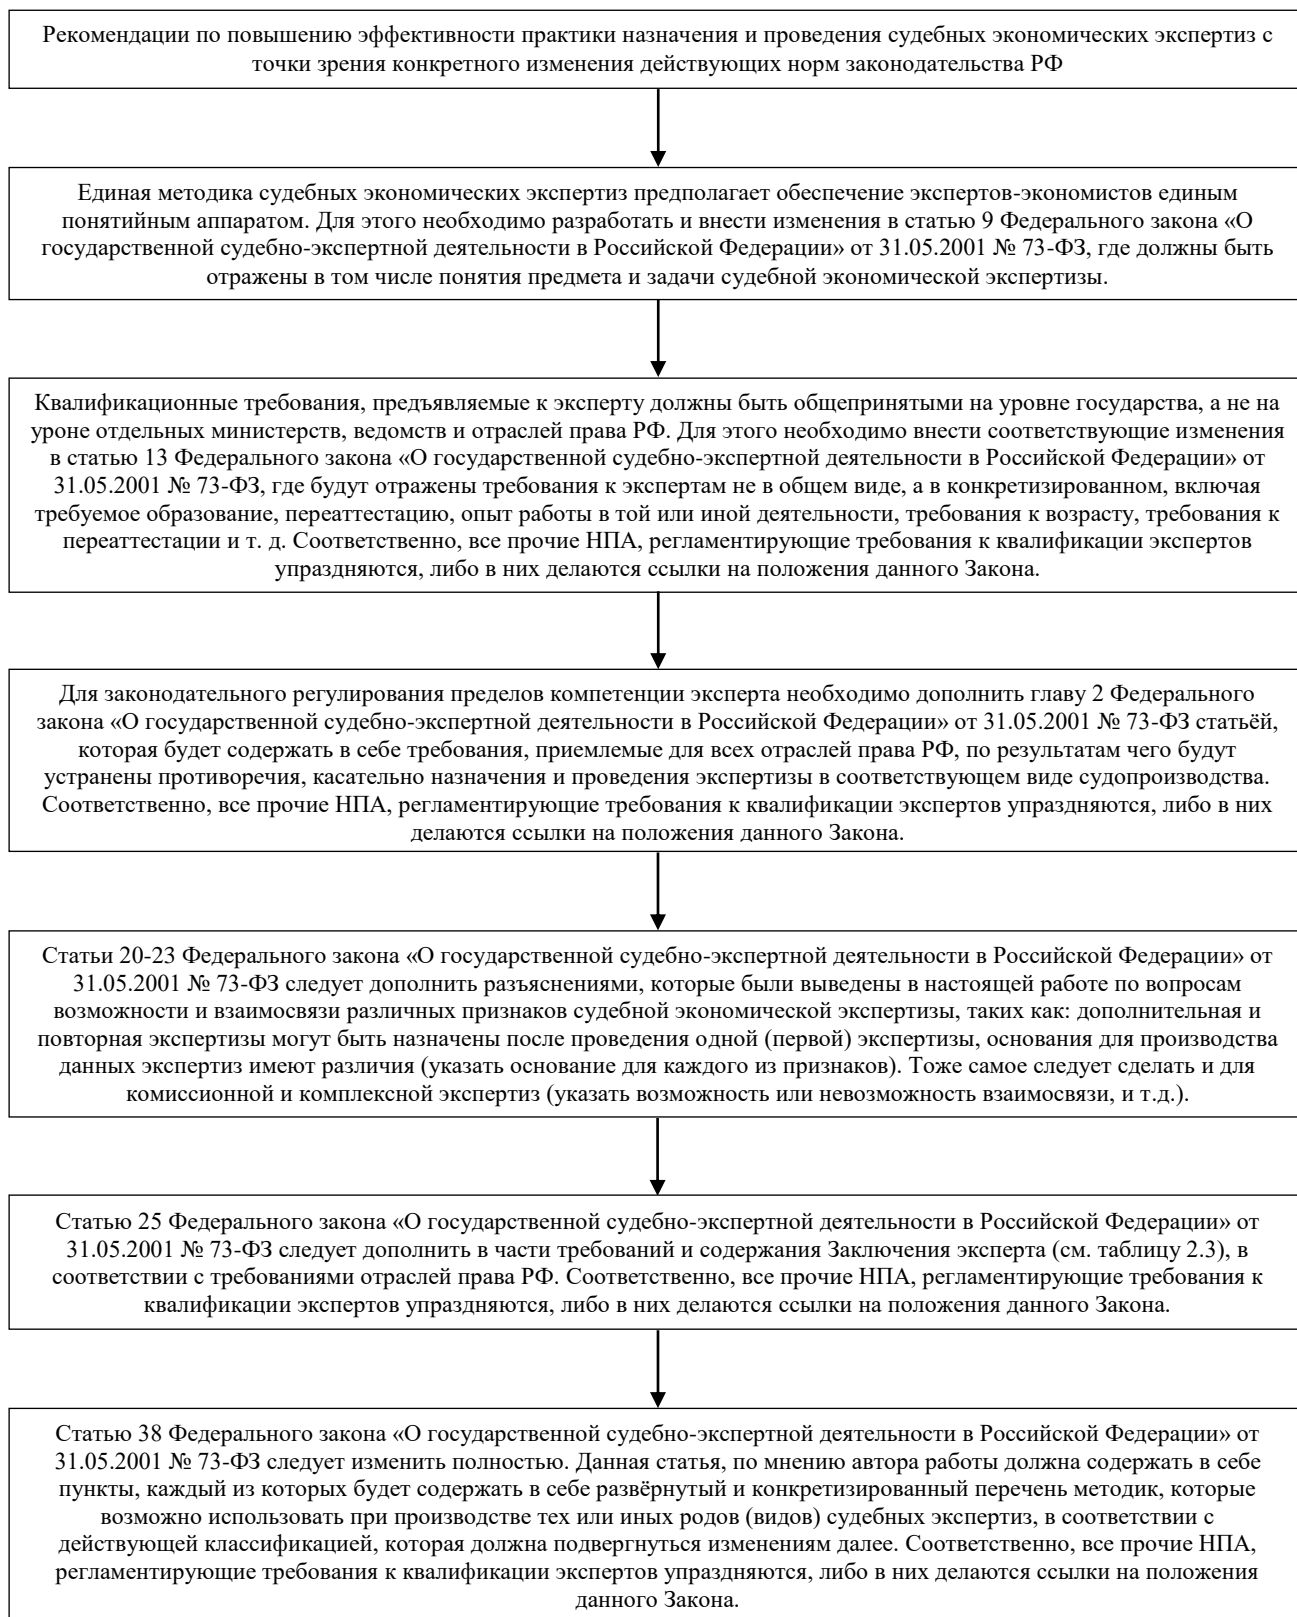 Рекомендации по повышению эффективности практики назначения и проведения судебных экономических экспертиз с
точки зрения конкретного изменения действующих норм законодательства РФ
Единая методика судебных экономических экспертиз предполагает обеспечение экспертов-экономистов единым
понятийным аппаратом. Для этого необходимо разработать и внести изменения в статью 9 Федерального закона «О
государственной судебно-экспертной деятельности в Российской Федерации» от 31.05.2001 № 73-ФЗ, где должны быть
отражены в том числе понятия предмета и задачи судебной экономической экспертизы.
Квалификационные требования, предъявляемые к эксперту должны быть общепринятыми на уровне государства, а не на
уроне отдельных министерств, ведомств и отраслей права РФ. Для этого необходимо внести соответствующие изменения
в статью 13 Федерального закона «О государственной судебно-экспертной деятельности в Российской Федерации» от
31.05.2001 № 73-ФЗ, где будут отражены требования к экспертам не в общем виде, а в конкретизированном, включая
требуемое образование, переаттестацию, опыт работы в той или иной деятельности, требования к возрасту, требования к
переаттестации и т. д. Соответственно, все прочие НПА, регламентирующие требования к квалификации экспертов
упраздняются, либо в них делаются ссылки на положения данного Закона.
Для законодательного регулирования пределов компетенции эксперта необходимо дополнить главу 2 Федерального
закона «О государственной судебно-экспертной деятельности в Российской Федерации» от 31.05.2001 № 73-ФЗ статьёй,
которая будет содержать в себе требования, приемлемые для всех отраслей права РФ, по результатам чего будут
устранены противоречия, касательно назначения и проведения экспертизы в соответствующем виде судопроизводства.
Соответственно, все прочие НПА, регламентирующие требования к квалификации экспертов упраздняются, либо в них
делаются ссылки на положения данного Закона.
Статьи 20-23 Федерального закона «О государственной судебно-экспертной деятельности в Российской Федерации» от
31.05.2001 № 73-ФЗ следует дополнить разъяснениями, которые были выведены в настоящей работе по вопросам
возможности и взаимосвязи различных признаков судебной экономической экспертизы, таких как: дополнительная и
повторная экспертизы могут быть назначены после проведения одной (первой) экспертизы, основания для производства
данных экспертиз имеют различия (указать основание для каждого из признаков). Тоже самое следует сделать и для
комиссионной и комплексной экспертиз (указать возможность или невозможность взаимосвязи, и т.д.).
Статью 25 Федерального закона «О государственной судебно-экспертной деятельности в Российской Федерации» от
31.05.2001 № 73-ФЗ следует дополнить в части требований и содержания Заключения эксперта (см. таблицу 2.3), в
соответствии с требованиями отраслей права РФ. Соответственно, все прочие НПА, регламентирующие требования к
квалификации экспертов упраздняются, либо в них делаются ссылки на положения данного Закона.
Статью 38 Федерального закона «О государственной судебно-экспертной деятельности в Российской Федерации» от
31.05.2001 № 73-ФЗ следует изменить полностью. Данная статья, по мнению автора работы должна содержать в себе
пункты, каждый из которых будет содержать в себе развёрнутый и конкретизированный перечень методик, которые
возможно использовать при производстве тех или иных родов (видов) судебных экспертиз, в соответствии с
действующей классификацией, которая должна подвергнуться изменениям далее. Соответственно, все прочие НПА,
регламентирующие требования к квалификации экспертов упраздняются, либо в них делаются ссылки на положения
данного Закона.